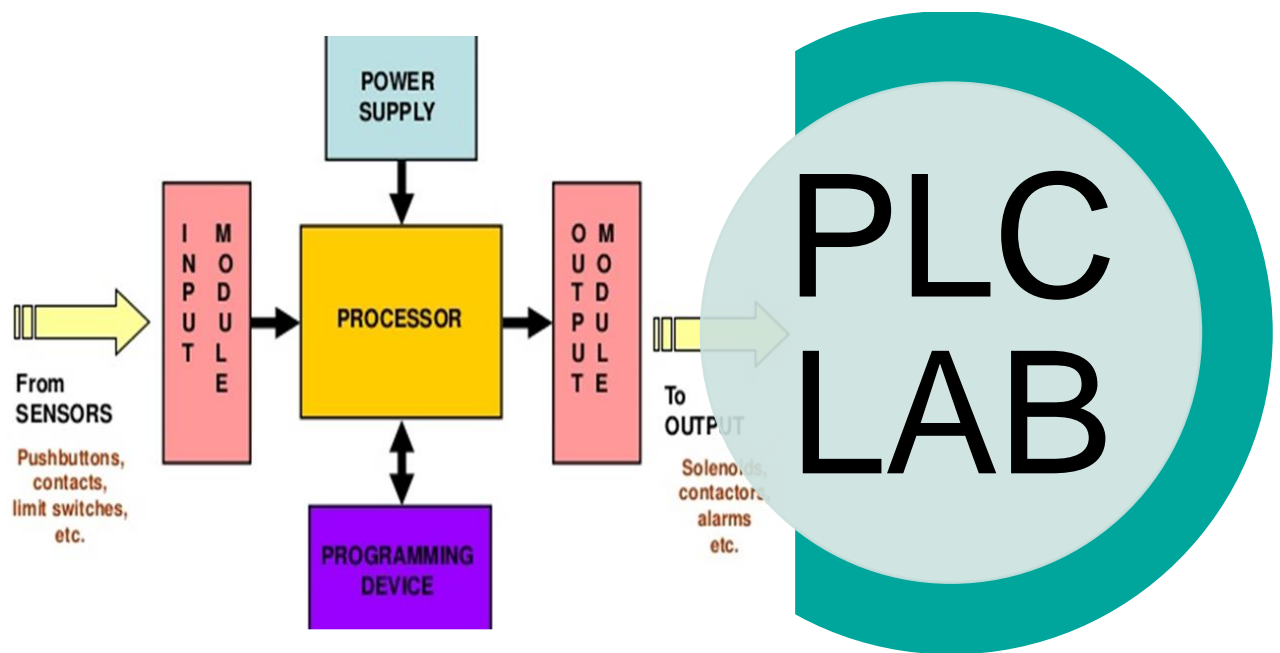 POWER
SUPPLY
INPUT MODULE
PROCESSOR
OUTPUT MODULE
From
SENSORS
Pushbuttons,
contacts,
limit switches,
etc.
To
OUTPUT
Solenoids,
contactors,
alarms
etc.
PROGRAMMING
DEVICE
PLC
LAB